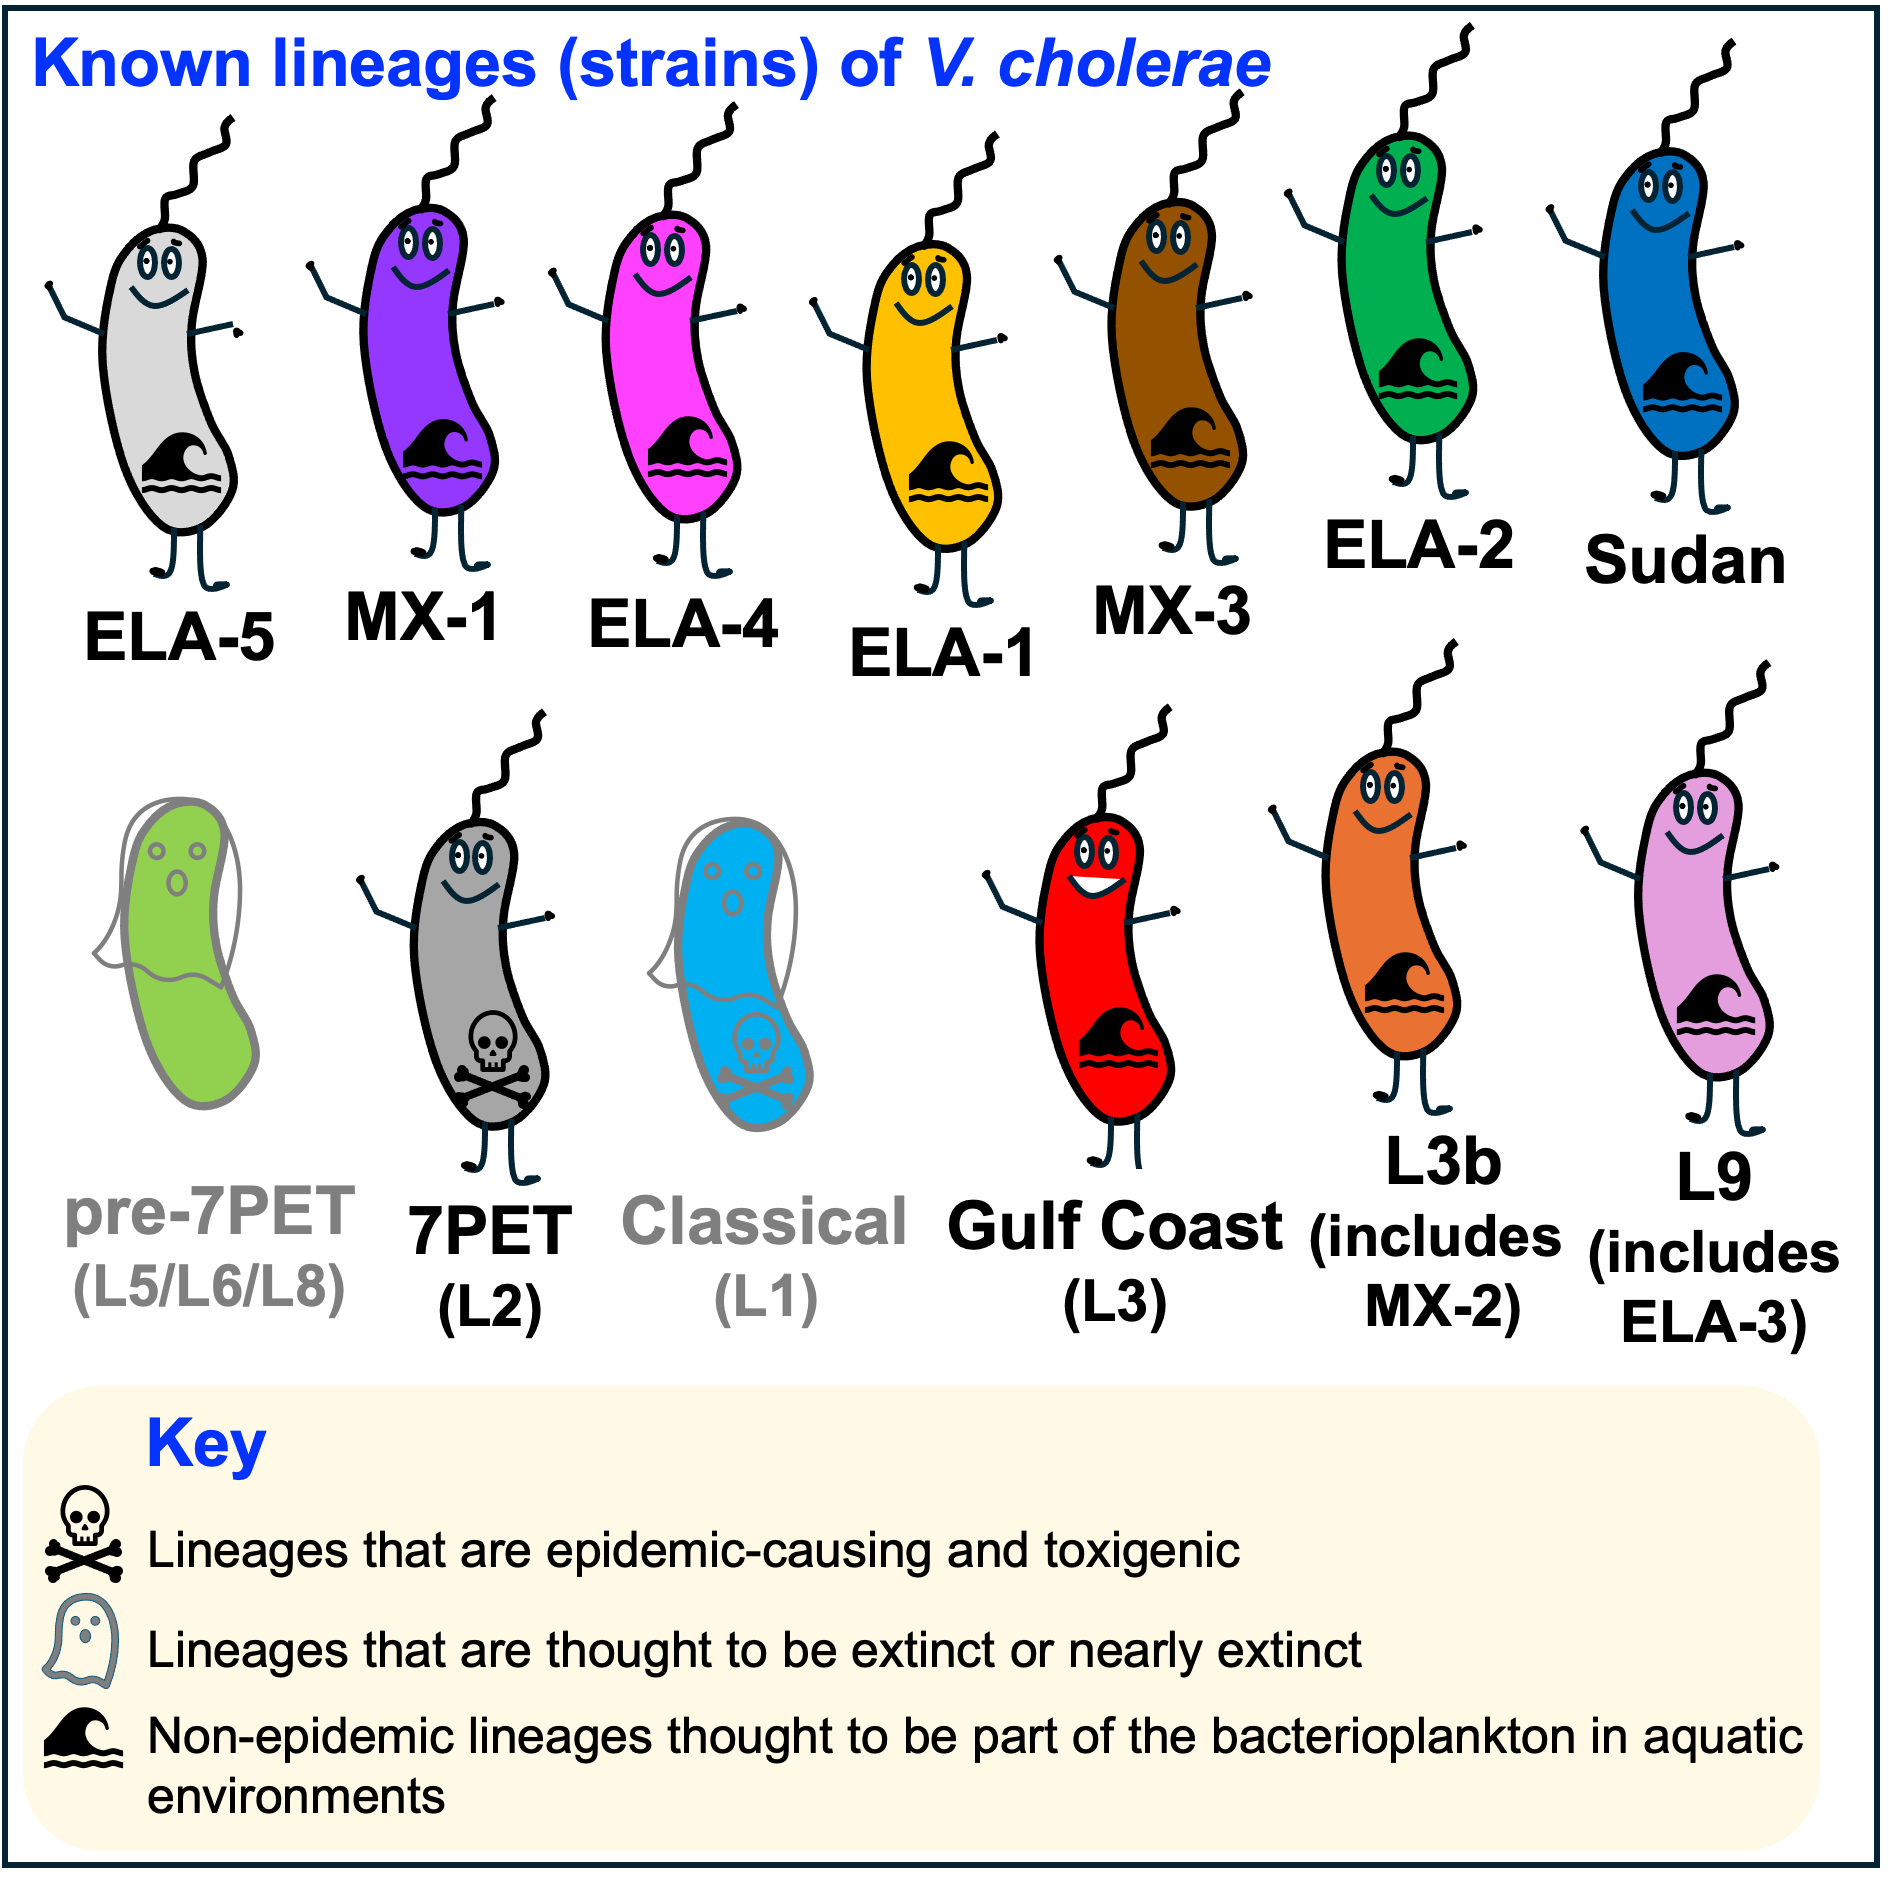 Known lineages (strains) of V. cholerae
ELA-5
MX-1
ELA-4
ELA-1
MX-3
ELA-2
Sudan
pre-7PET
(L5/L6/L8)
7PET
(L2)
Classical
(L1)
Gulf Coast
(L3)
L3b
(includes
MX-2)
L9
(includes
ELA-3)
Key
Lineages that are epidemic-causing and toxigenic
Lineages that are thought to be extinct or nearly extinct
Non-epidemic lineages thought to be part of the bacterioplankton in aquatic
environments